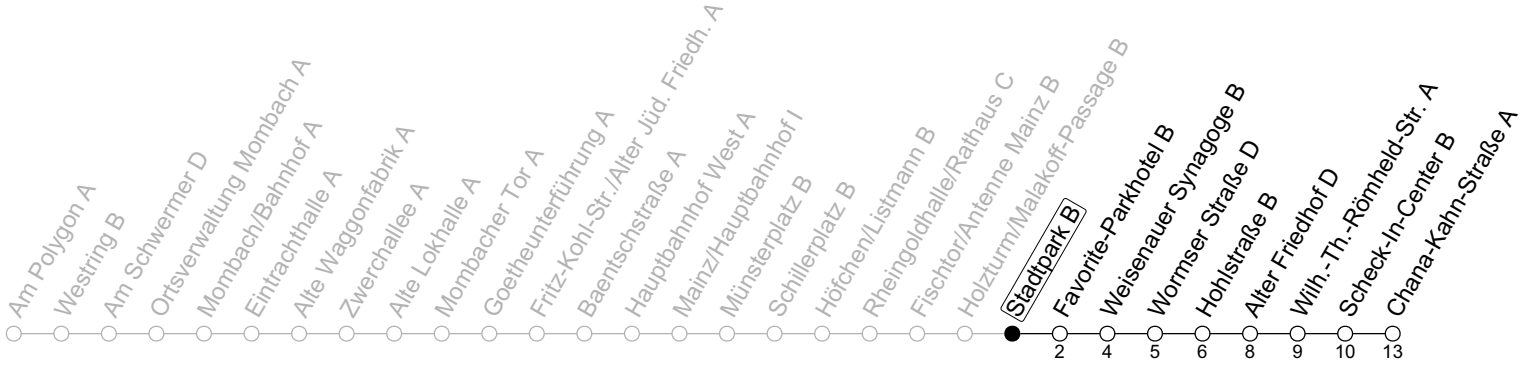 Am Polygon A
Westring B
Am Schwermer D
Ortsverwaltung Mombach A
Mombach/Bahnhof A
Eintrachthalle A
Alte Waggonfabrik A
Zwerchallee A
Alte Lokhalle A
Mombacher Tor A
Goetheunterführung A
Fritz-Kohl-Str./Alter Jüd. Friedh. A
Baentschstraße A
Hauptbahnhof West A
Mainz/Hauptbahnhof I
Münsterplatz B
Schillerplatz B
Höfchen/Listmann B
Rheingoldhalle/Rathaus C
Fischtor/Antenne Mainz B
Holzturm/Malakoff-Passage B
Stadtpark B
Favorite-Parkhotel B
Weisenauer Synagoge B
Wormser Straße D
Hohlstraße B
Alter Friedhof D
Wilh.-Th.-Römheld-Str. A
Scheck-In-Center B
Chana-Kahn-Straße A
2 4 5 6 8 9 10 13